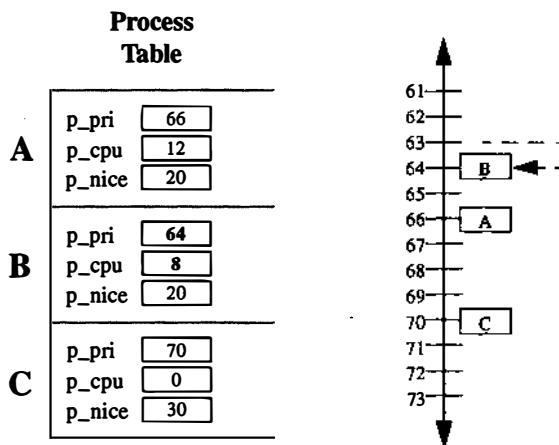 Process
Table
A
p_pri 66
p_cpu 12
p_nice 20
B
p_pri 64
p_cpu 8
p_nice 20
C
p_pri 70
p_cpu 0
p_nice 30
61
62
63
64 B
65
66 A
67
68
69
70 C
71
72
73